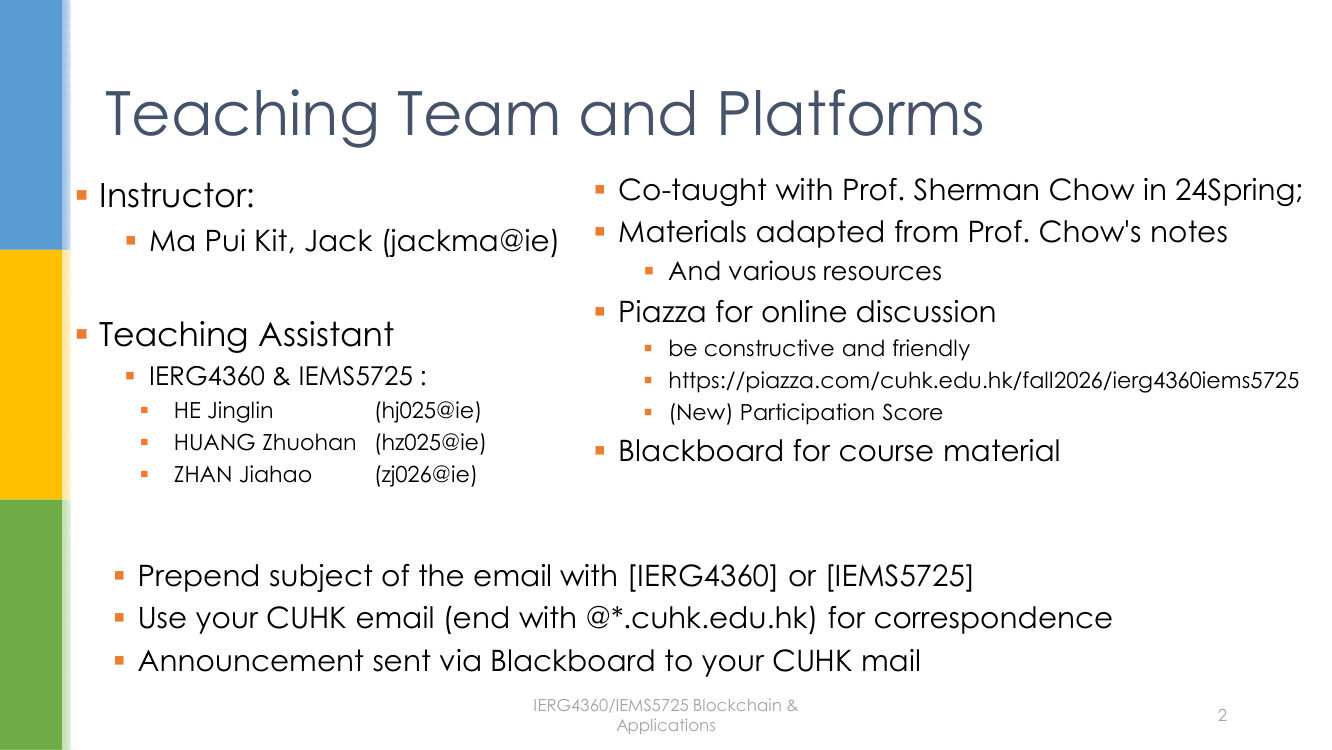 Teaching Team and Platforms
Instructor:
Ma Pui Kit, Jack (jackma@ie)
Teaching Assistant
IERG4360 & IEMS5725 :
HE Jinglin (hj025@ie)
HUANG Zhuohan (hz025@ie)
ZHAN Jiahao (zj026@ie)
Co-taught with Prof. Sherman Chow in 24Spring;
Materials adapted from Prof. Chow's notes
And various resources
Piazza for online discussion
be constructive and friendly
https://piazza.com/cuhk.edu.hk/fall2026/ierg4360iems5725
(New) Participation Score
Blackboard for course material
Prepend subject of the email with [IERG4360] or [IEMS5725]
Use your CUHK email (end with @*.cuhk.edu.hk) for correspondence
Announcement sent via Blackboard to your CUHK mail
IERG4360/IEMS5725 Blockchain &
Applications
2